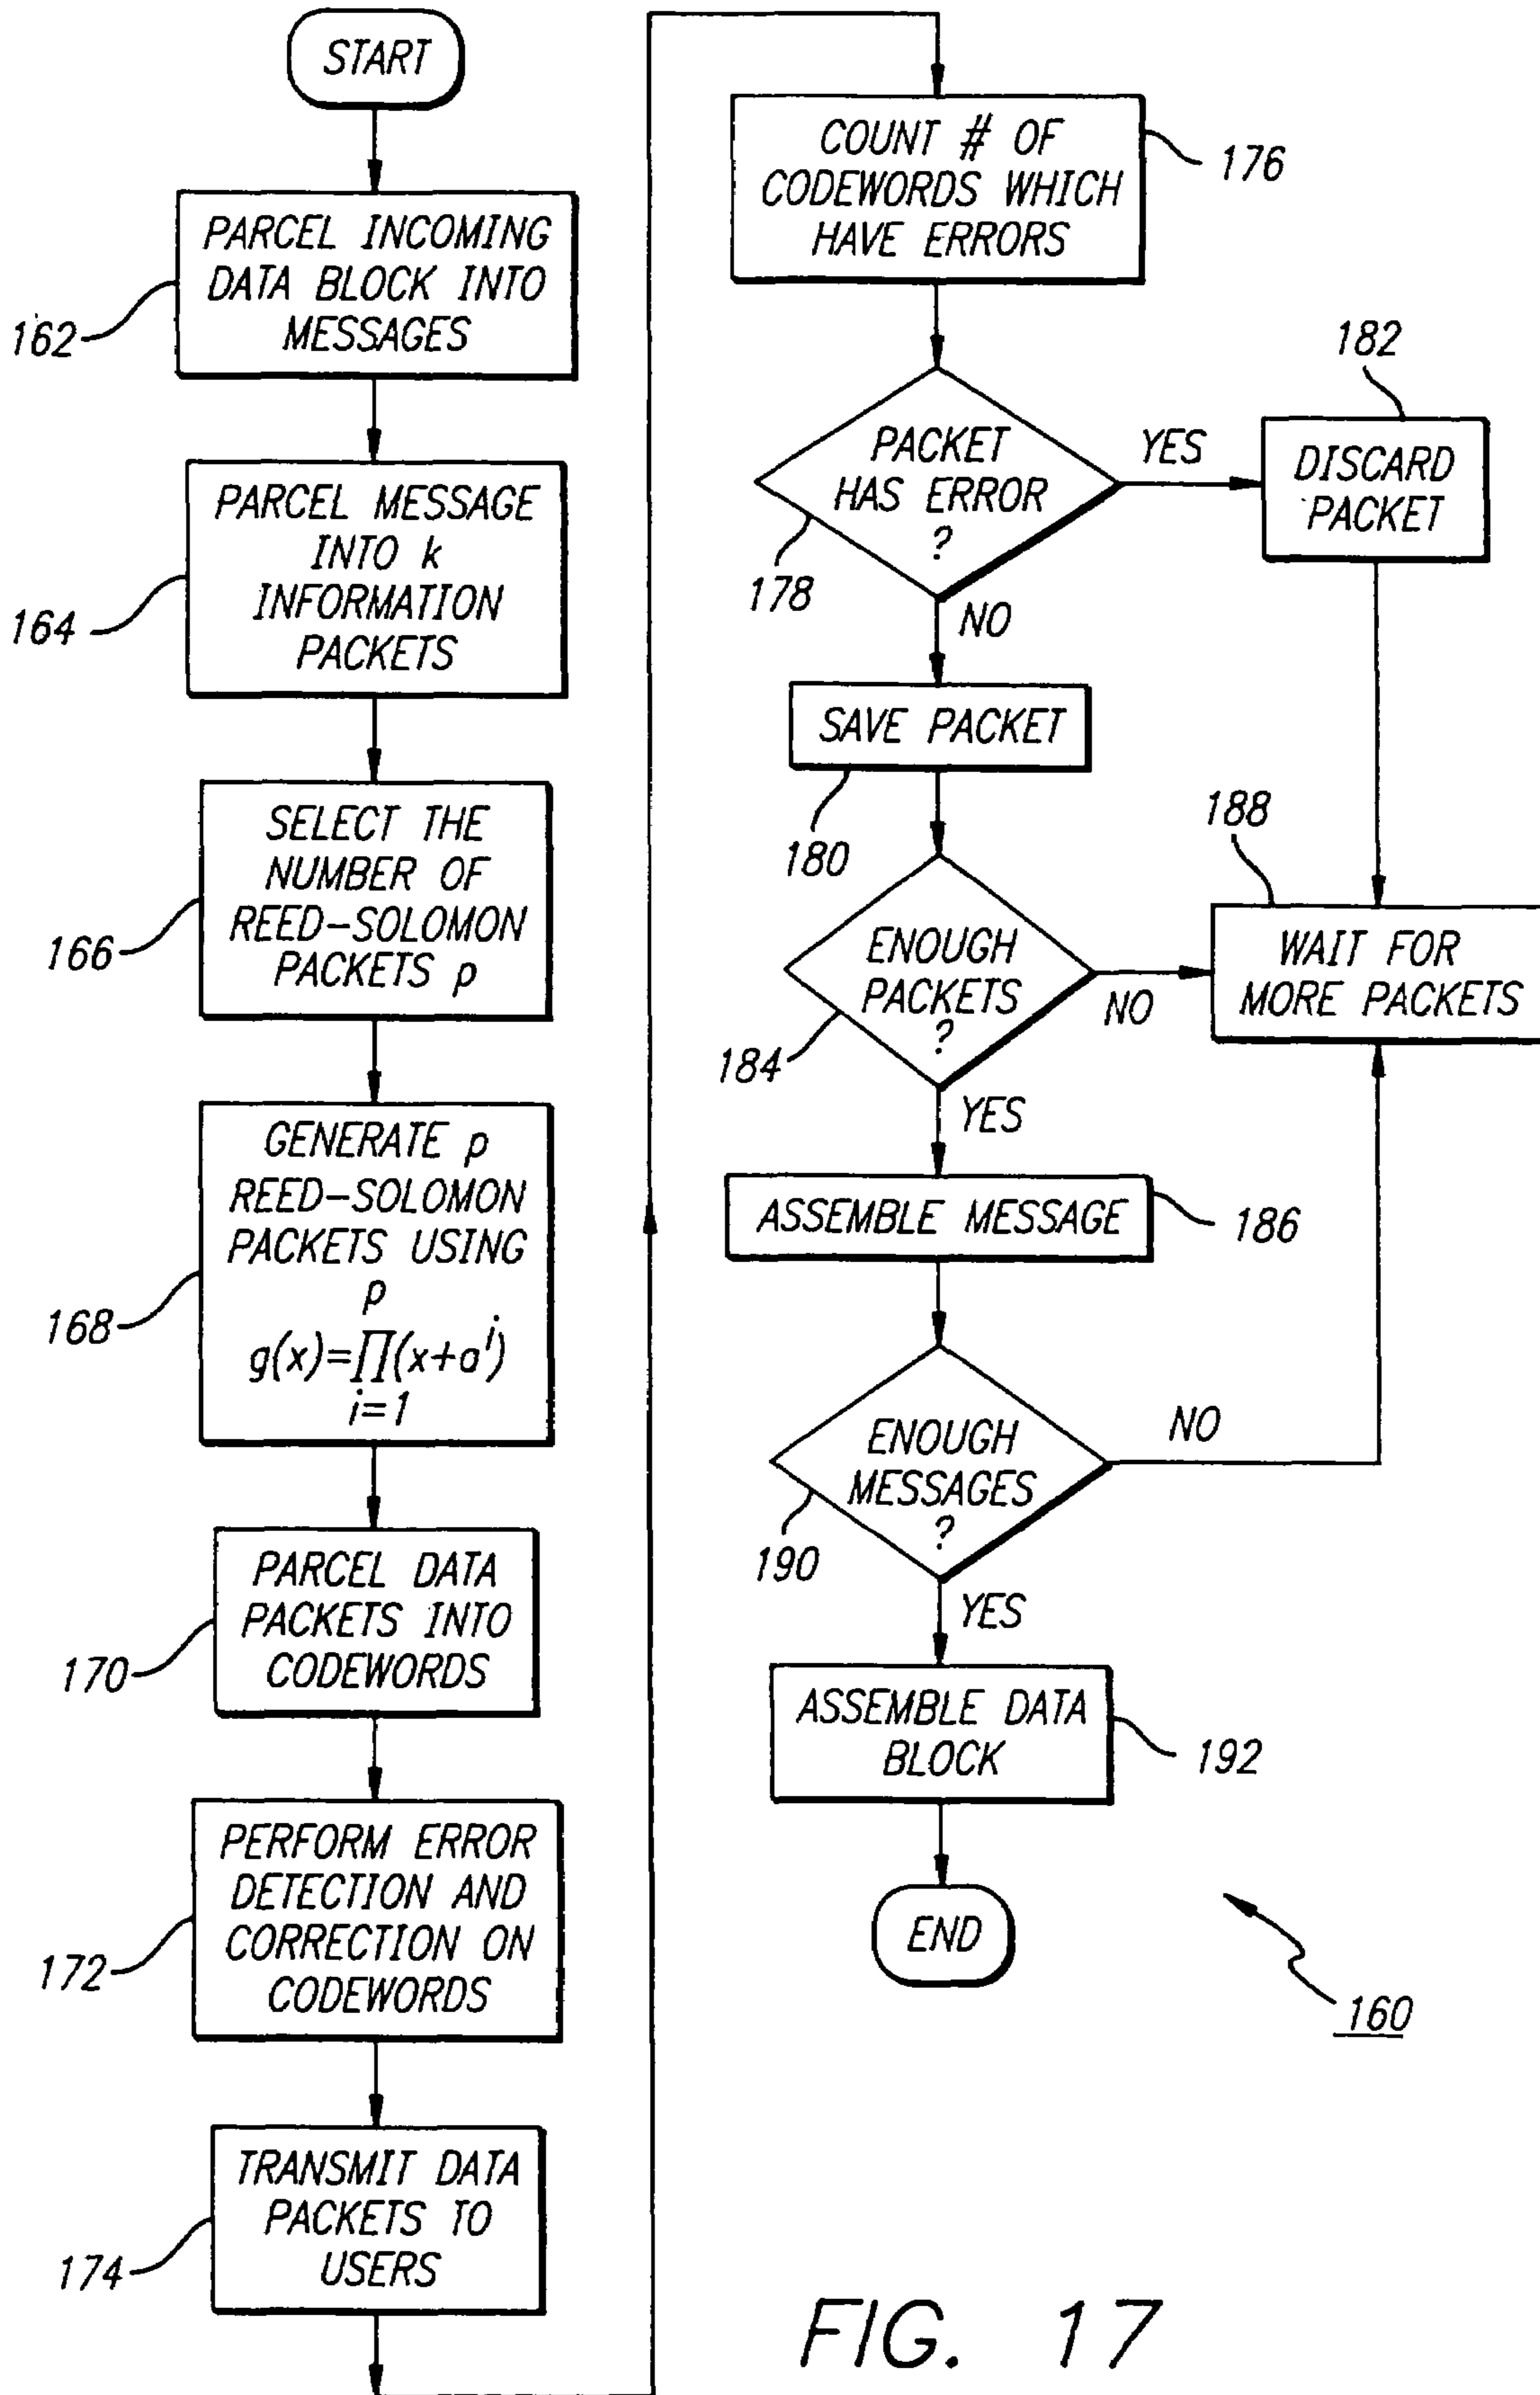 START
PARCEL INCOMING
DATA BLOCK INTO
MESSAGES
162
PARCEL MESSAGE
INTO k
INFORMATION
PACKETS
164
SELECT THE
NUMBER OF
REED-SOLOMON
PACKETS p
166
GENERATE p
REED-SOLOMON
PACKETS USING
p
g(x)=∏(x+a^i)
i=1
168
PARCEL DATA
PACKETS INTO
CODEWORDS
170
PERFORM ERROR
DETECTION AND
CORRECTION ON
CODEWORDS
172
TRANSMIT DATA
PACKETS TO
USERS
174
COUNT # OF
CODEWORDS WHICH
HAVE ERRORS
176
PACKET
HAS ERROR
?
178
YES
182
DISCARD
PACKET
NO
SAVE PACKET
180
ENOUGH
PACKETS
?
184
NO
188
WAIT FOR
MORE PACKETS
YES
ASSEMBLE MESSAGE
186
ENOUGH
MESSAGES
?
190
NO
YES
ASSEMBLE DATA
BLOCK
192
END
160
FIG. 17